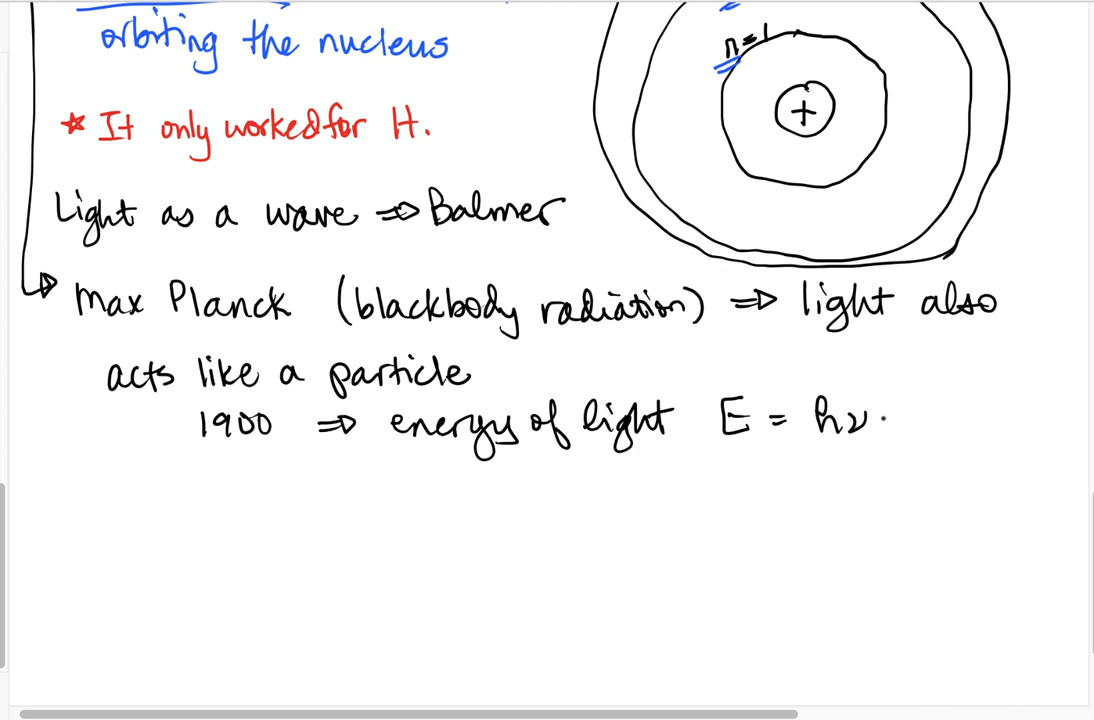 orbiting the nucleus
n=1
+
* It only worked for H.
Light as a wave ⇒ Balmer
Max Planck (blackbody radiation) ⇒ light also
acts like a particle
1900 ⇒ energy of light E = hν.